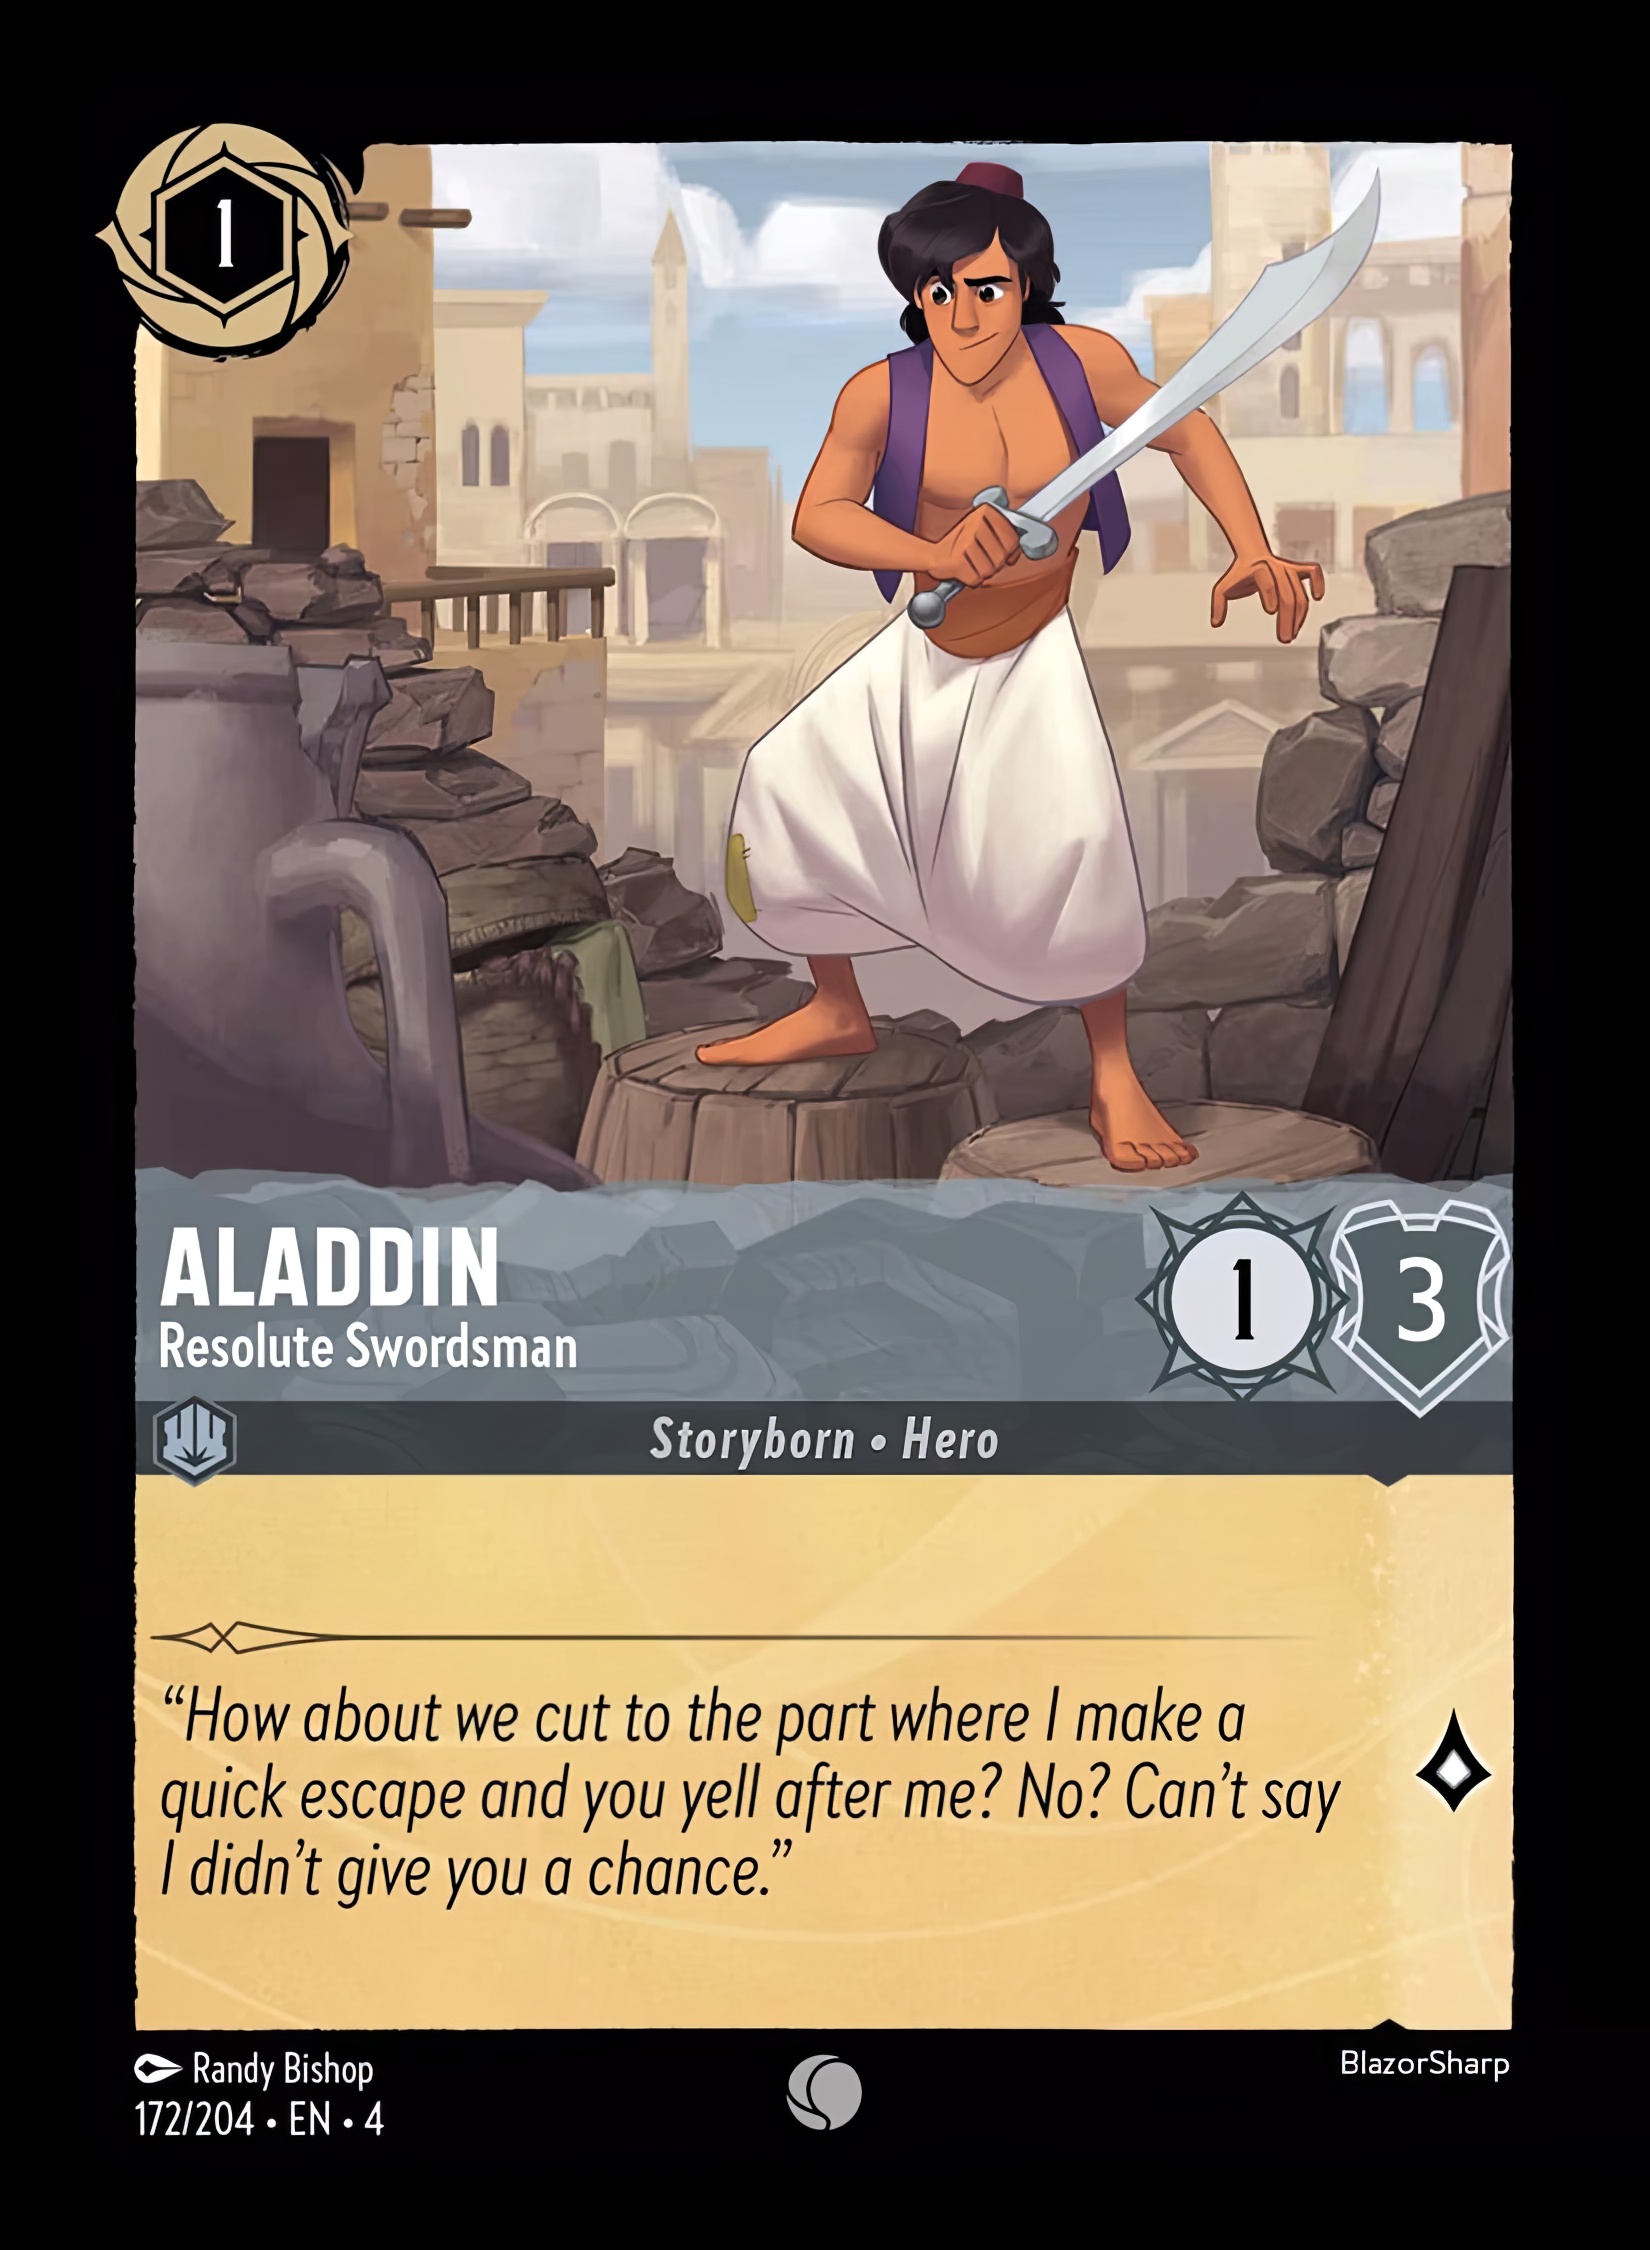 1
ALADDIN
Resolute Swordsman
1 3
Storyborn • Hero
“How about we cut to the part where I make a
quick escape and you yell after me? No? Can’t say
I didn’t give you a chance.”
Randy Bishop
BlazorSharp
172/204 • EN • 4